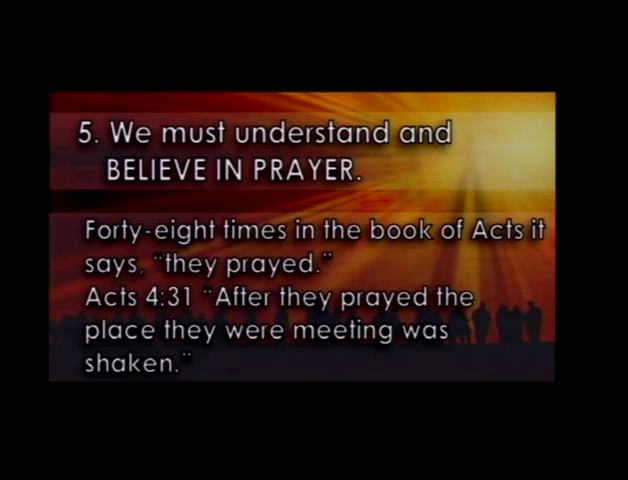 5. We must understand and
BELIEVE IN PRAYER.
Forty-eight times in the book of Acts it
says, "they prayed."
Acts 4:31 "After they prayed the
place they were meeting was
shaken."